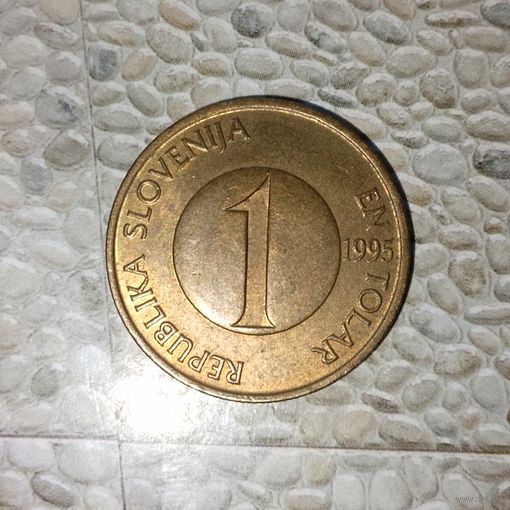 REPUBLIKA SLOVENIJA
1
1995
EN TOLAR